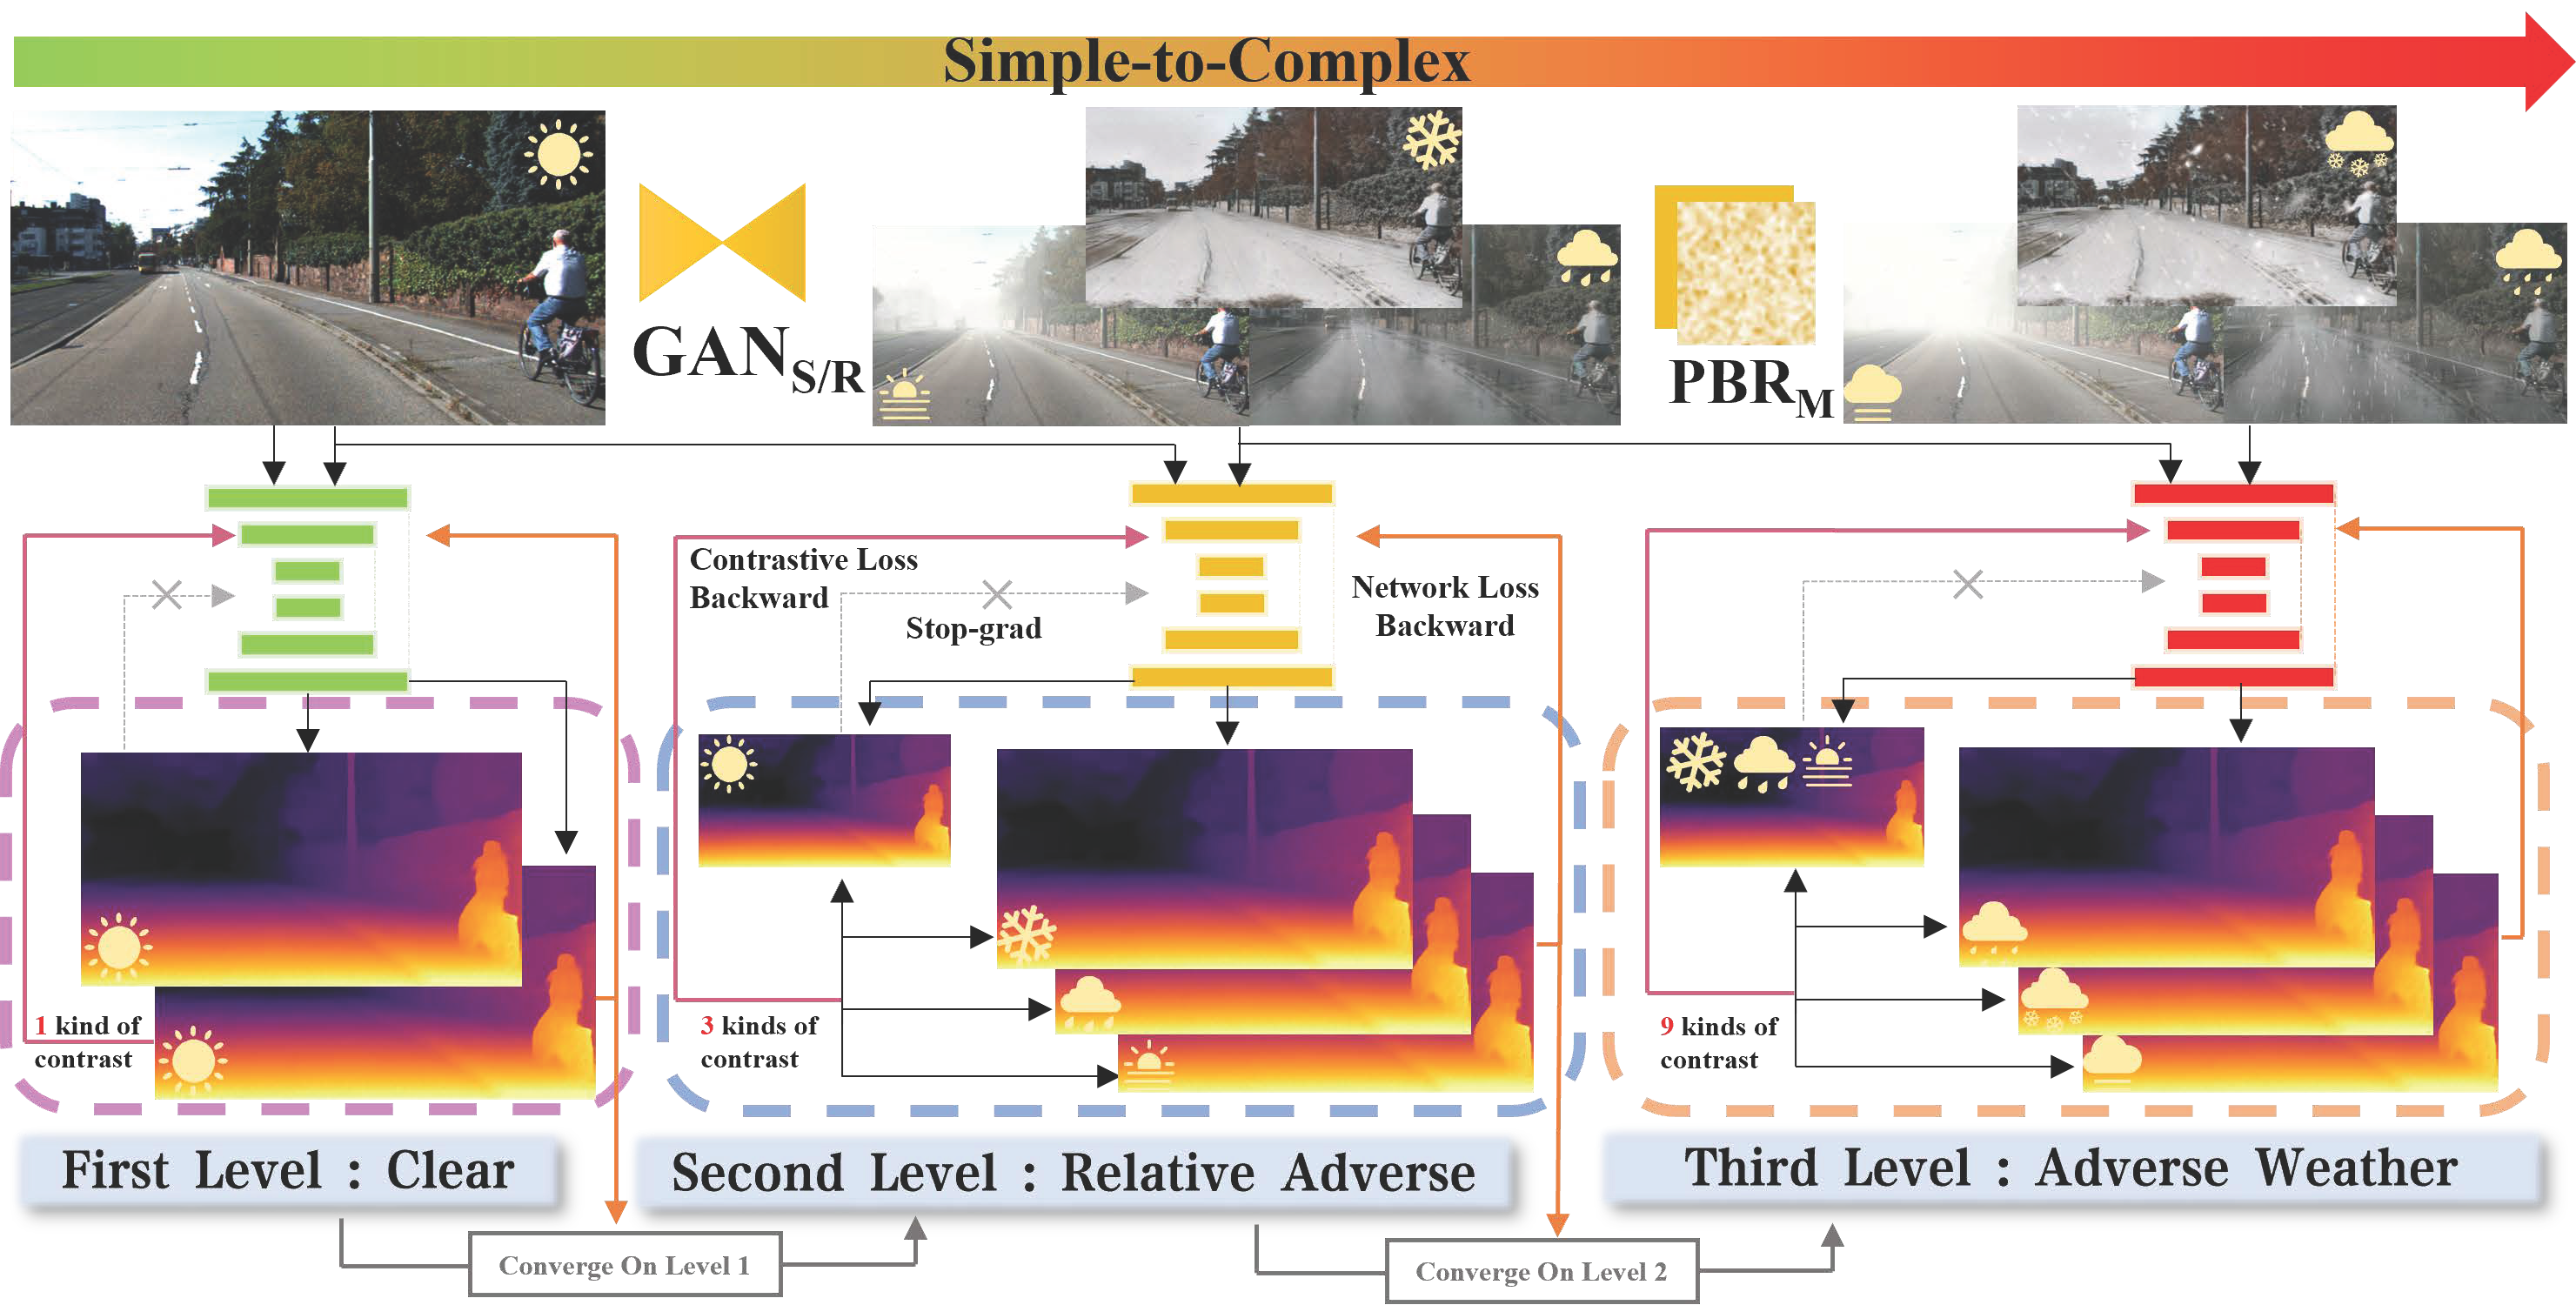 Simple-to-Complex
GAN S/R
PBR M
Contrastive Loss
Backward
Stop-grad
Network Loss
Backward
1 kind of
contrast
3 kinds of
contrast
9 kinds of
contrast
First Level : Clear
Second Level : Relative Adverse
Third Level : Adverse Weather
Converge On Level 1
Converge On Level 2